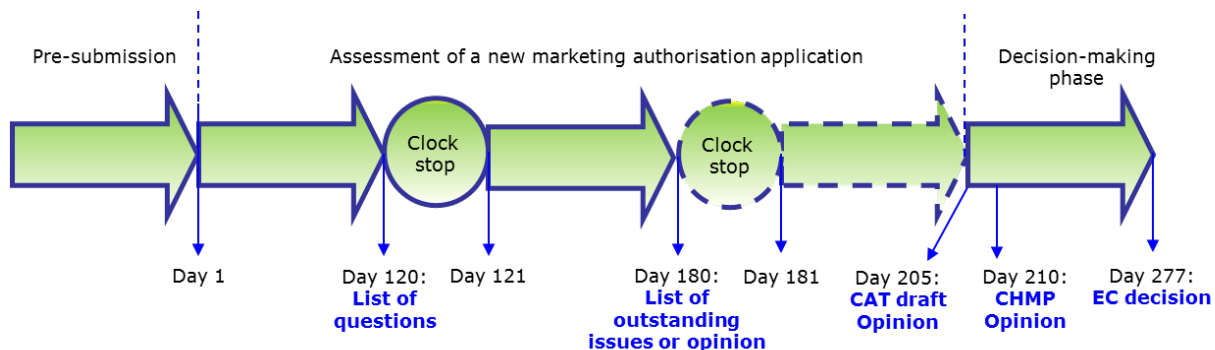 Pre-submission
Assessment of a new marketing authorisation application
Decision-making
phase
Clock
stop
Clock
stop
Day 1
Day 120:
List of
questions
Day 121
Day 180:
List of
outstanding
issues or opinion
Day 181
Day 205:
CAT draft
Opinion
Day 210:
CHMP
Opinion
Day 277:
EC decision